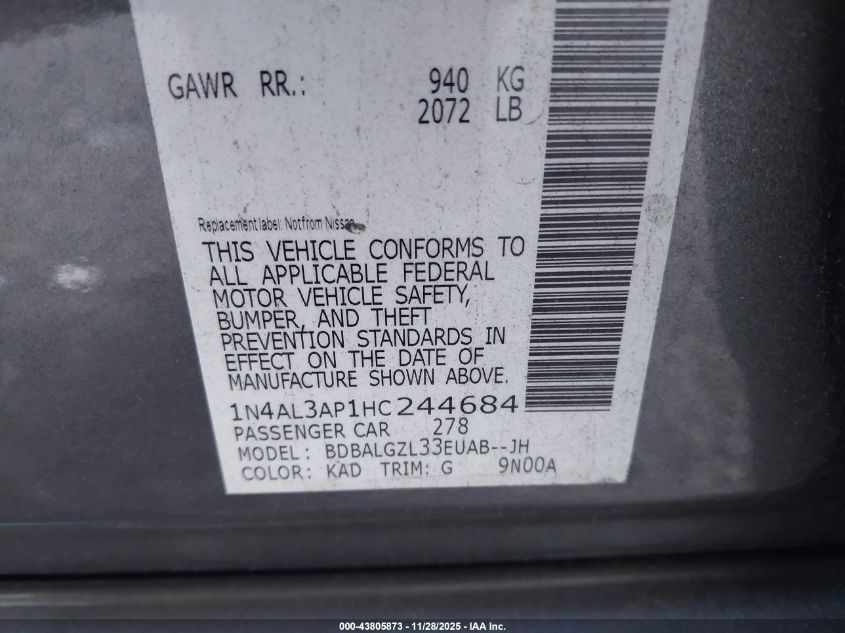 GAWR RR.: 940 KG
2072 LB
Replacement label: Not from Nissan
THIS VEHICLE CONFORMS TO
ALL APPLICABLE FEDERAL
MOTOR VEHICLE SAFETY,
BUMPER, AND THEFT
PREVENTION STANDARDS IN
EFFECT ON THE DATE OF
MANUFACTURE SHOWN ABOVE.
1N4AL3AP1HC244684
PASSENGER CAR 278
MODEL: BDBALGZL33EUAB--JH
COLOR: KAD TRIM: G 9N00A
000-43805873 - 11/28/2025 - IAA Inc.